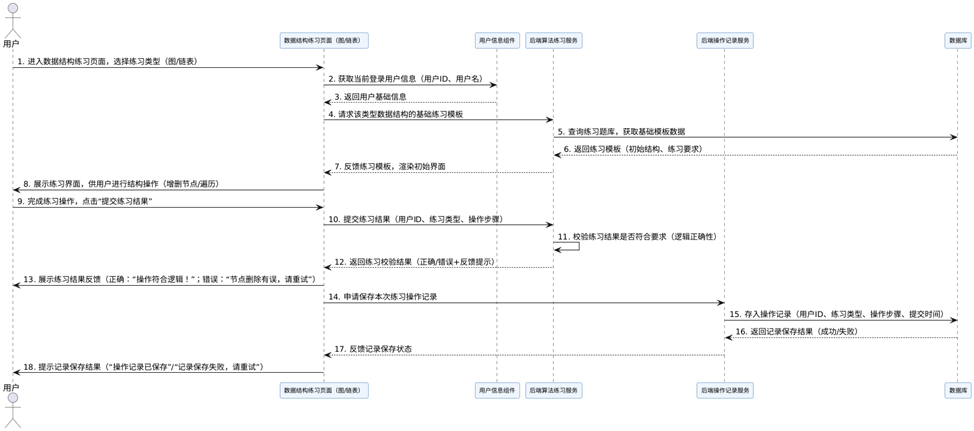 用户
数据结构练习页面（图/链表）
用户信息组件
后端算法练习服务
后端操作记录服务
数据库
1. 进入数据结构练习页面，选择练习类型（图/链表）
2. 获取当前登录用户信息（用户ID、用户名）
3. 返回用户基础信息
4. 请求该类型数据结构的基础练习模板
5. 查询练习题库，获取基础模板数据
6. 返回练习模板（初始结构、练习要求）
7. 反馈练习模板，渲染初始界面
8. 展示练习界面，供用户进行结构操作（增删节点/遍历）
9. 完成练习操作，点击“提交练习结果”
10. 提交练习结果（用户ID、练习类型、操作步骤）
11. 校验练习结果是否符合要求（逻辑正确性）
12. 返回练习校验结果（正确/错误+反馈提示）
13. 展示练习结果反馈（正确：“操作符合逻辑！”；错误：“节点删除有误，请重试”）
14. 申请保存本次练习操作记录
15. 存入操作记录（用户ID、练习类型、操作步骤、提交时间）
16. 返回记录保存结果（成功/失败）
17. 反馈记录保存状态
18. 提示记录保存结果（“操作记录已保存”/“记录保存失败，请重试”）
用户
数据结构练习页面（图/链表）
用户信息组件
后端算法练习服务
后端操作记录服务
数据库